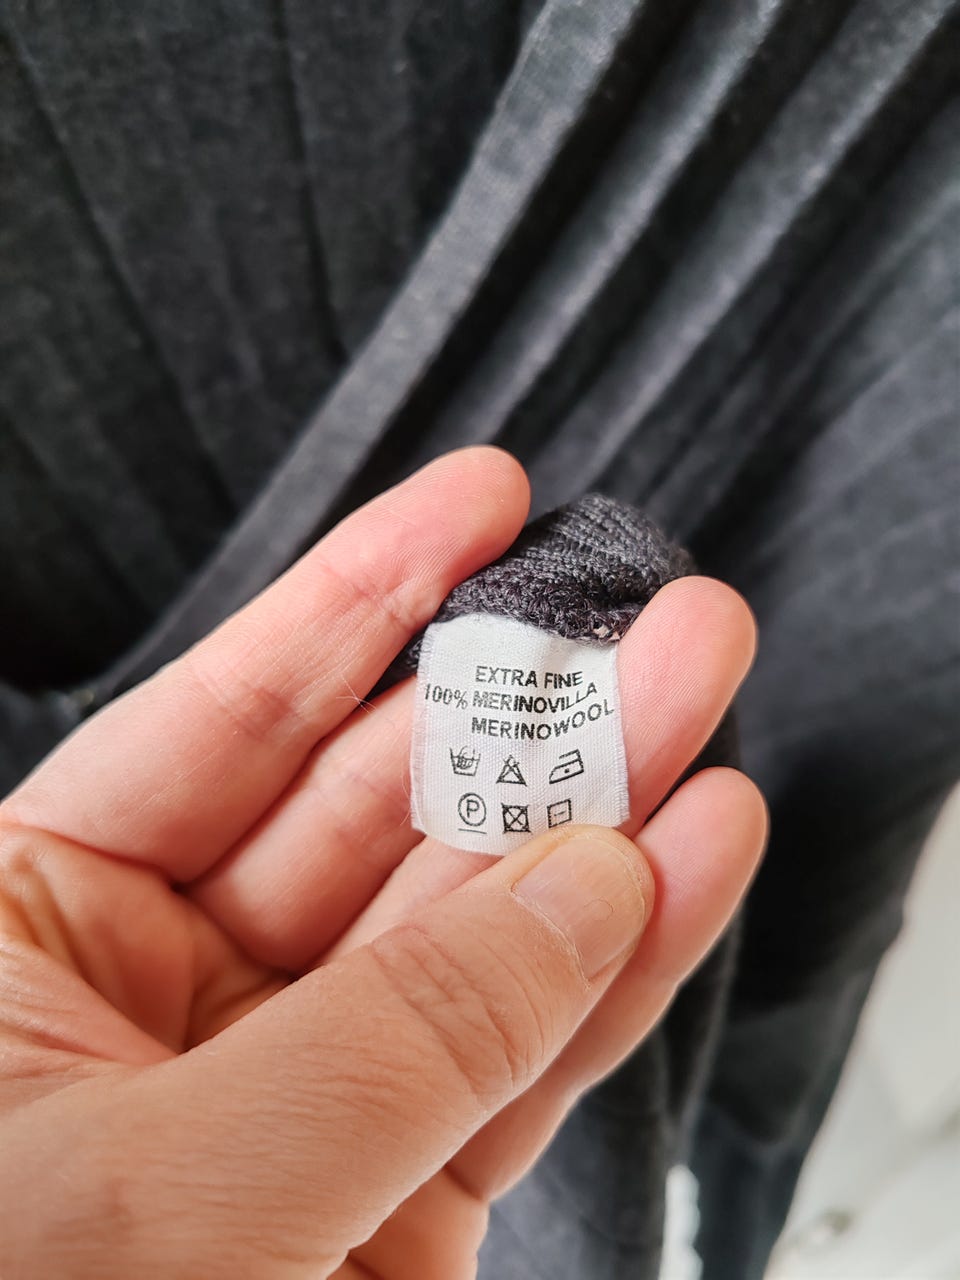 EXTRA FINE
100% MERINOVILLA
MERINOWOOL
P